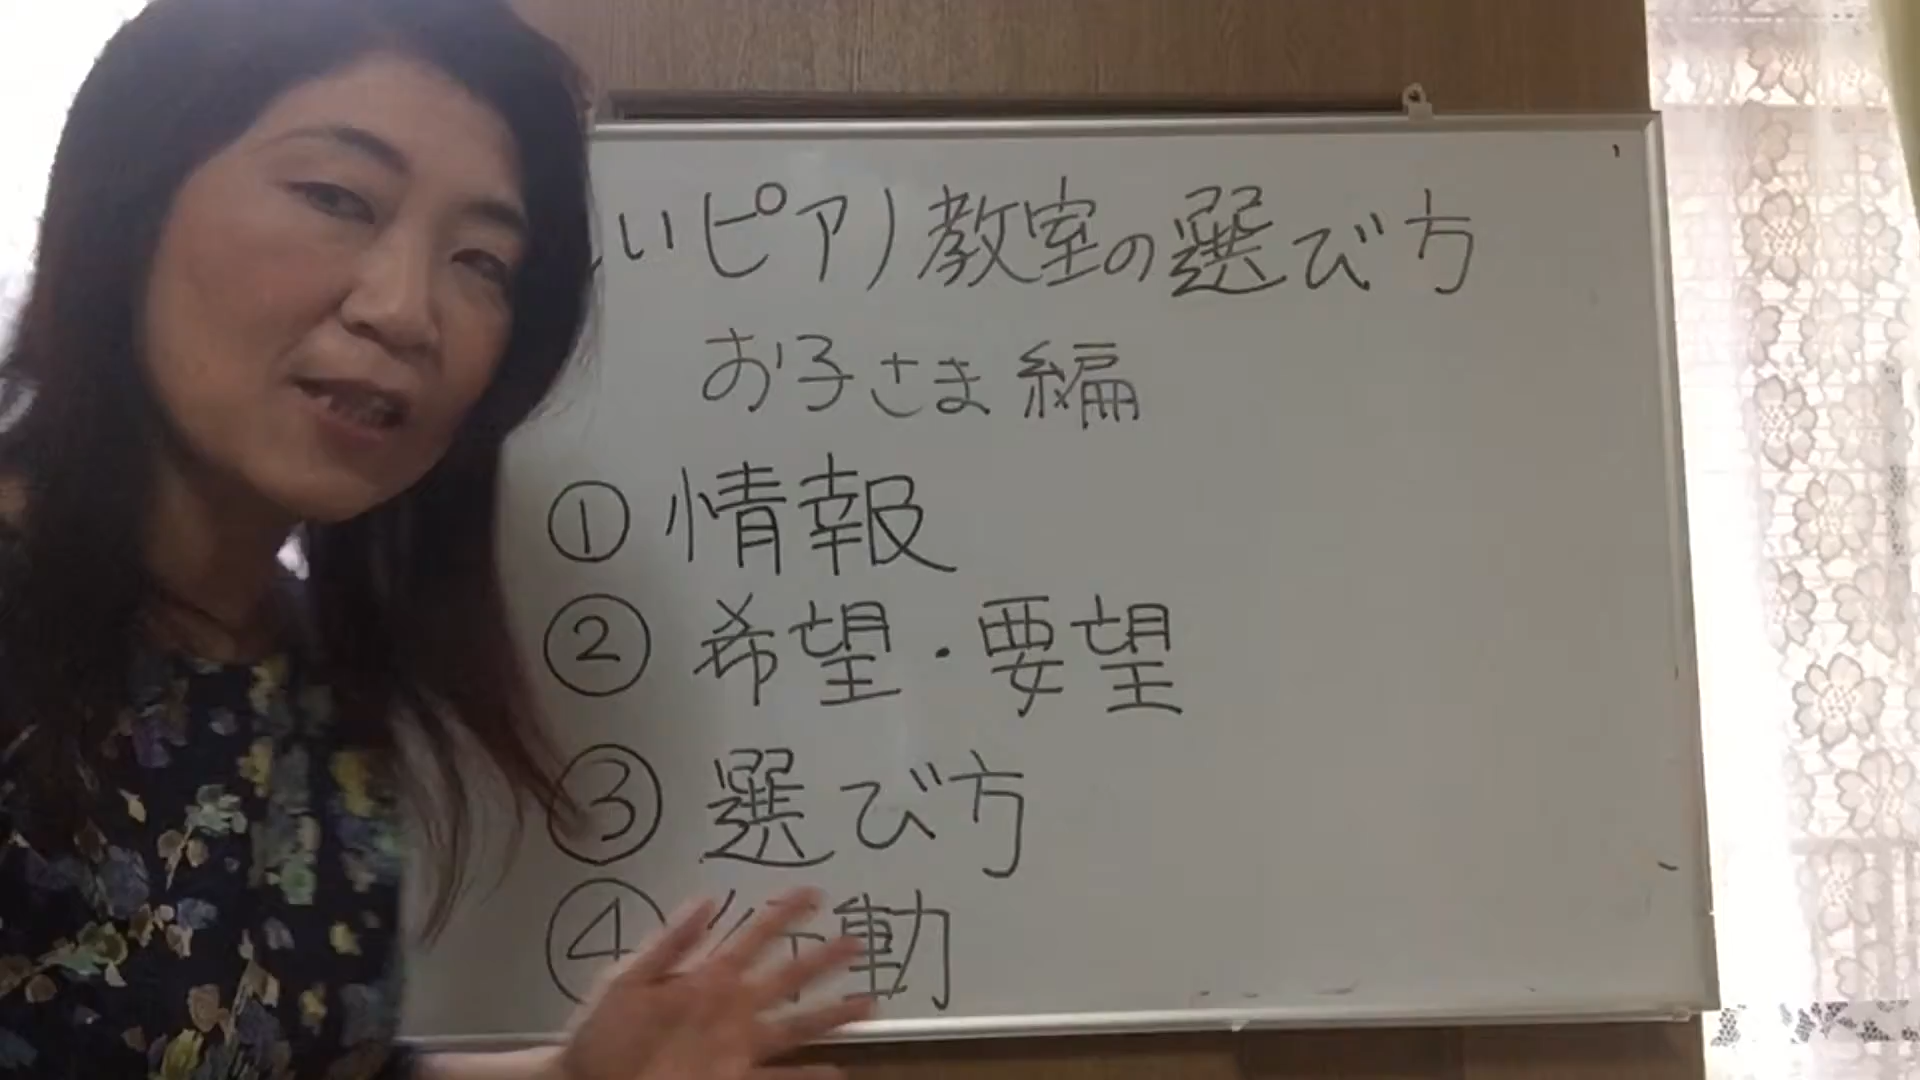 いピアノ教室の選び方
お子さま編
① 情報
② 希望・要望
③ 選び方
④ 行動